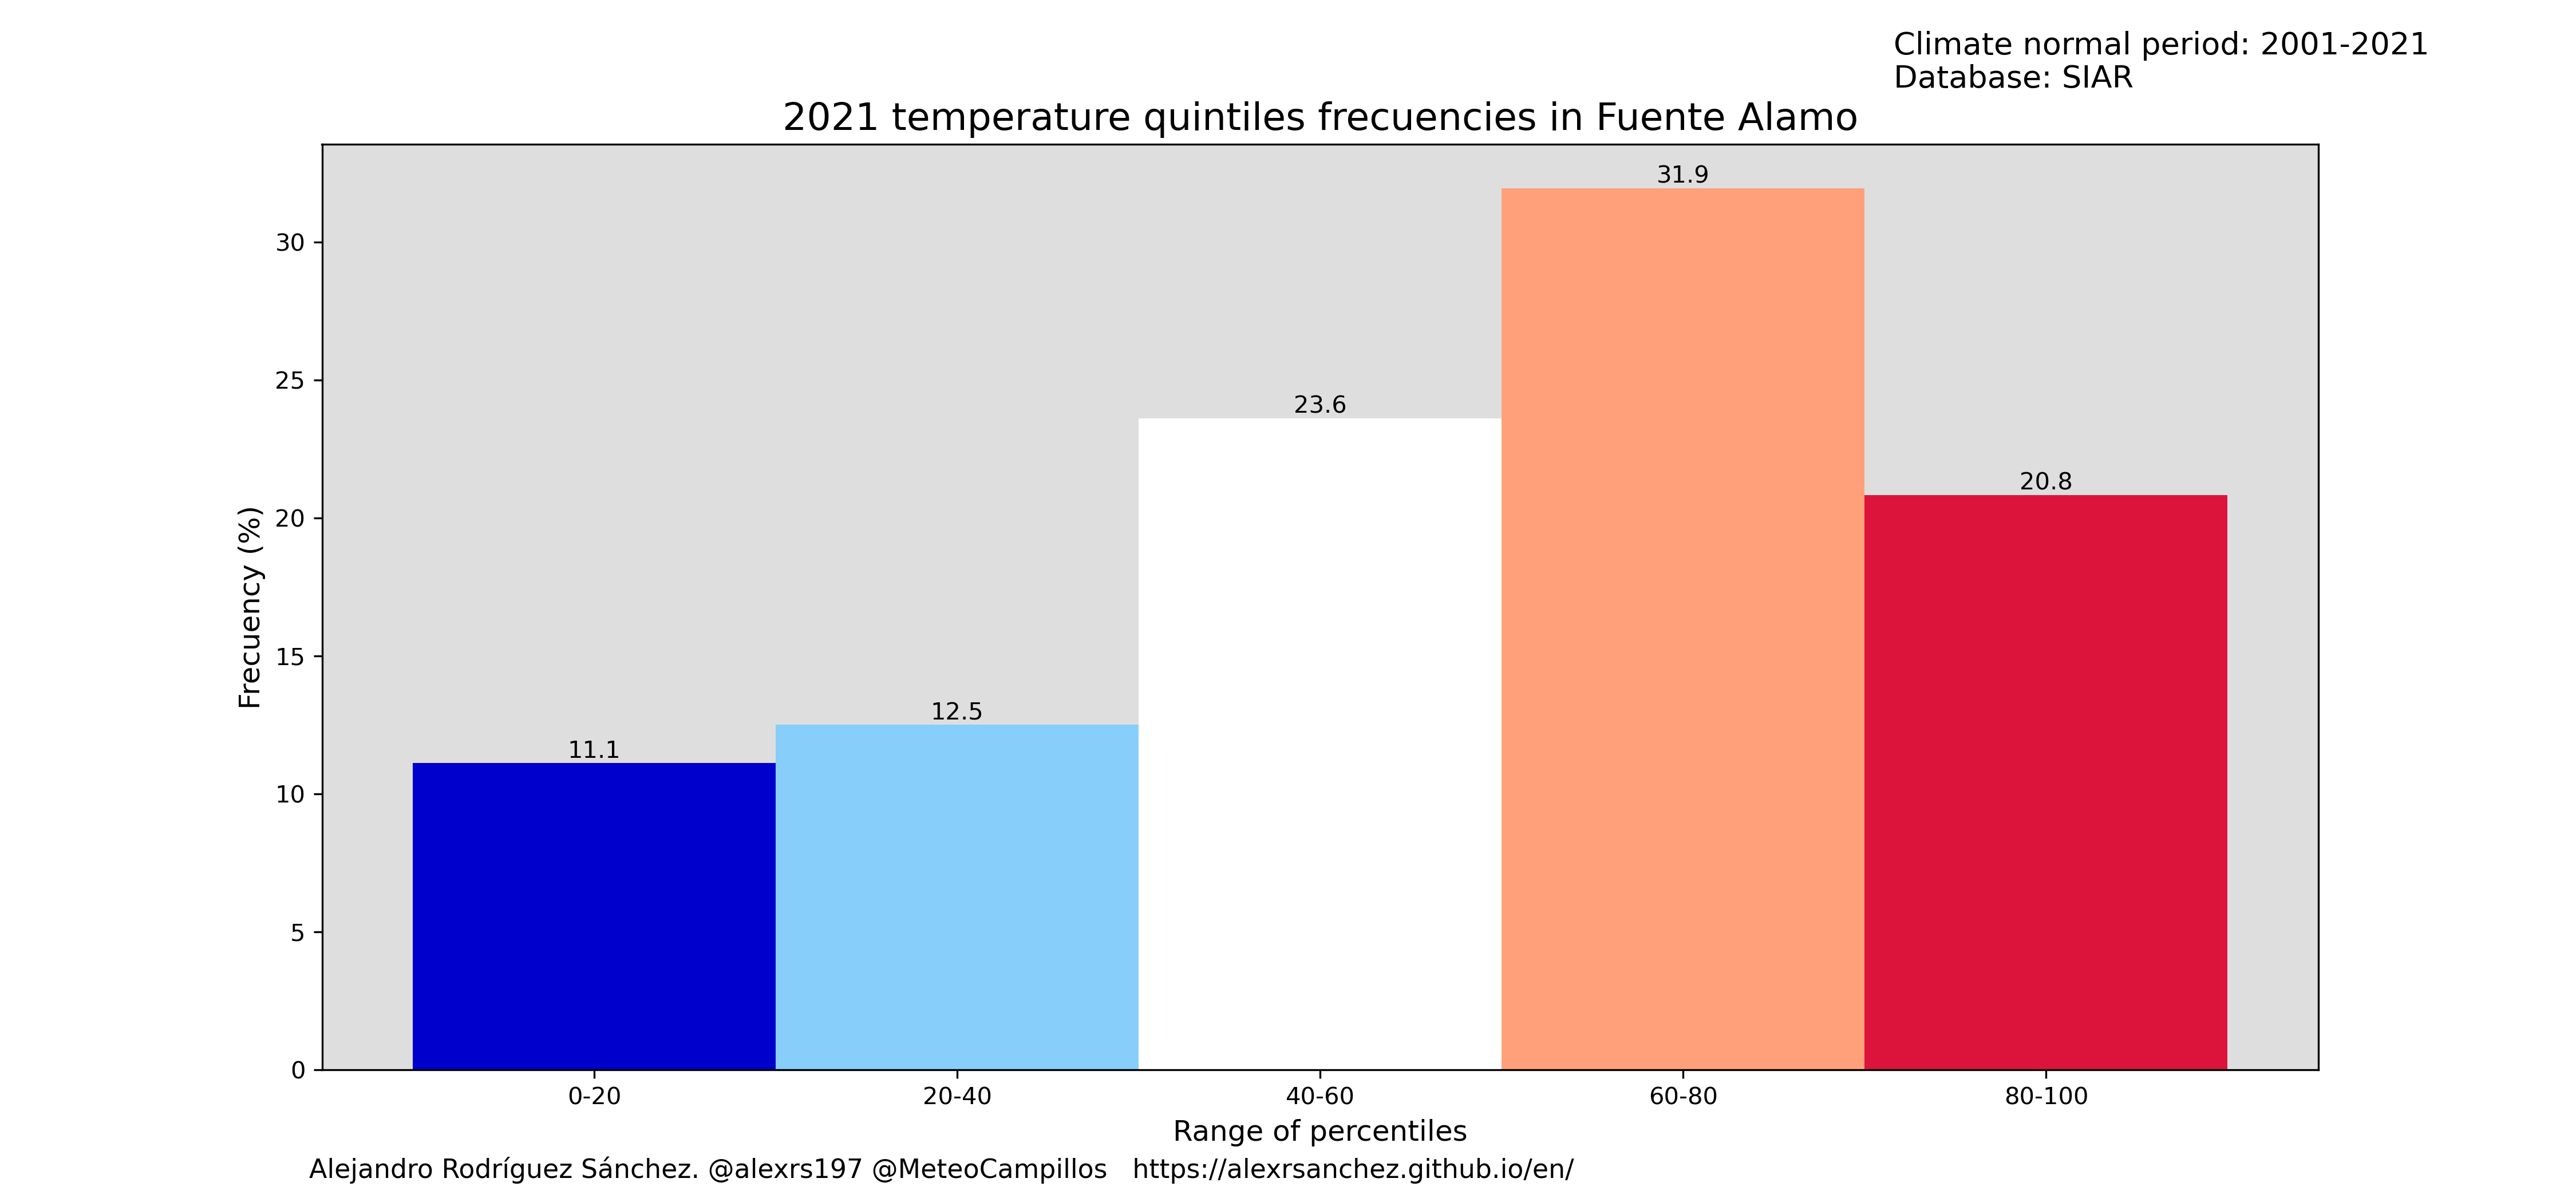 Climate normal period: 2001-2021
Database: SIAR
2021 temperature quintiles frecuencies in Fuente Alamo
31.9
30
25
23.6
20.8
20
Frecuency (%)
15
12.5
11.1
10
5
0
0-20 20-40 40-60 60-80 80-100
Range of percentiles
Alejandro Rodríguez Sánchez. @alexrs197 @MeteoCampillos https://alexrsanchez.github.io/en/